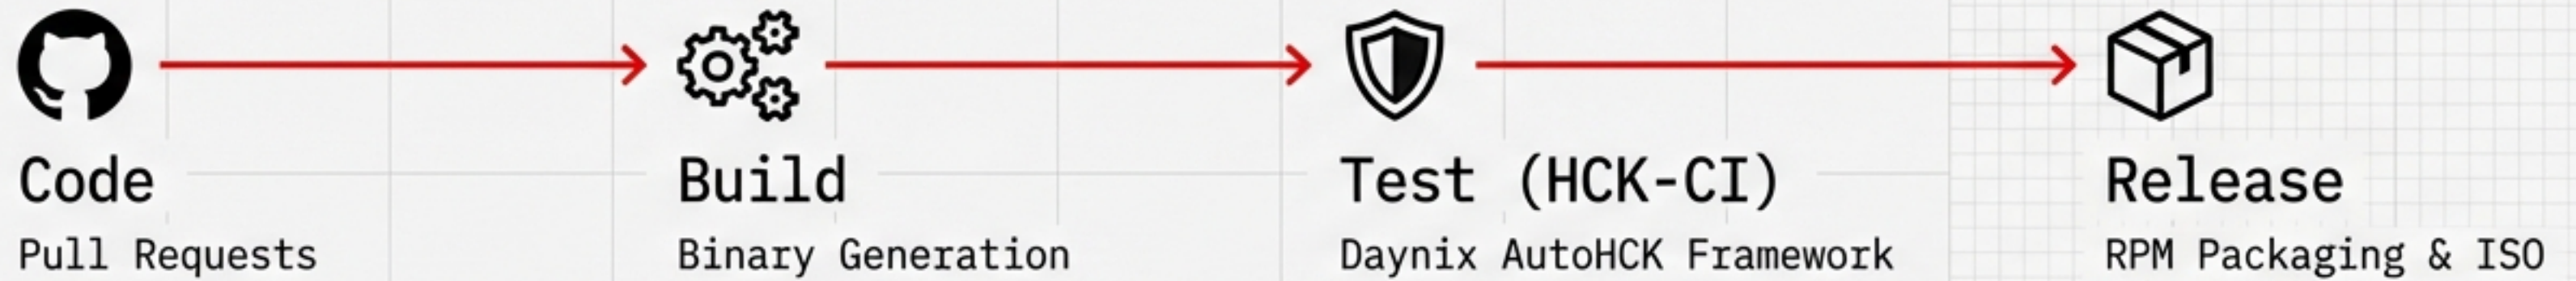 Code
Pull Requests
Build
Binary Generation
Test (HCK-CI)
Daynix AutoHCK Framework
Release
RPM Packaging & ISO